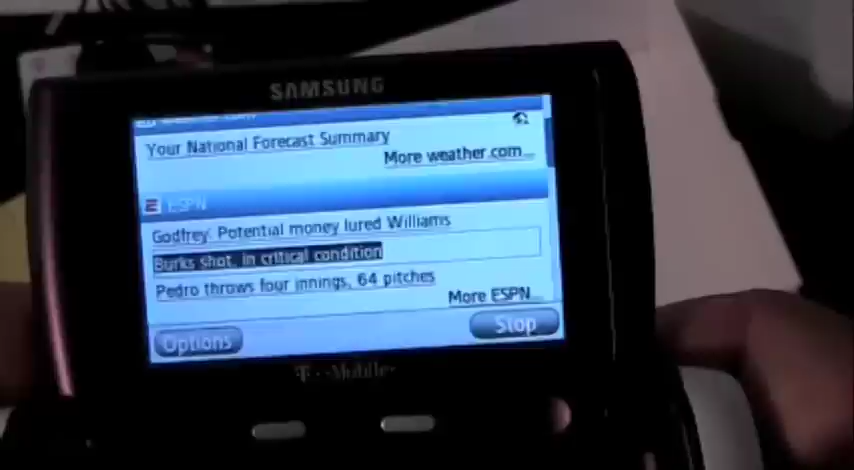 SAMSUNG
Your National Forecast Summary
More weather.com...
ESPN
Godfrey: Potential money lured Williams
Burks shot, in critical condition
Pedro throws four innings, 64 pitches
More ESPN...
Options
Stop
T-Mobile